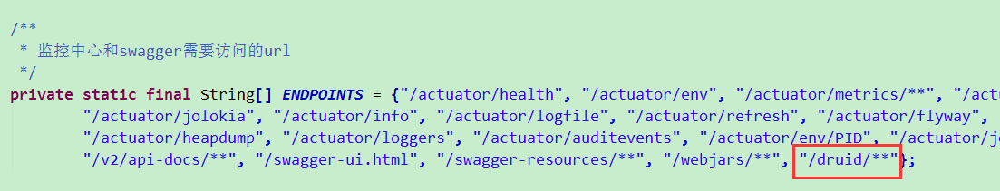 /**
* 监控中心和swagger需要访问的url
*/
private static final String[] ENDPOINTS = {"/actuator/health", "/actuator/env", "/actuator/metrics/**", "/actu
"/actuator/jolokia", "/actuator/info", "/actuator/logfile", "/actuator/refresh", "/actuator/flyway",
"/actuator/heapdump", "/actuator/loggers", "/actuator/auditevents", "/actuator/env/PID", "/actuator/jo
"/v2/api-docs/**", "/swagger-ui.html", "/swagger-resources/**", "/webjars/**", "/druid/**"};